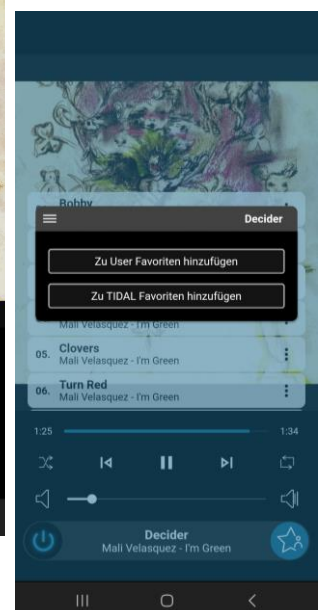 Bobby
Decider
Zu User Favoriten hinzufügen
Zu TIDAL Favoriten hinzufügen
Mali Velasquez - I'm Green
05. Clovers
Mali Velasquez - I'm Green
06. Turn Red
Mali Velasquez - I'm Green
1:25
1:34
Decider
Mali Velasquez - I'm Green